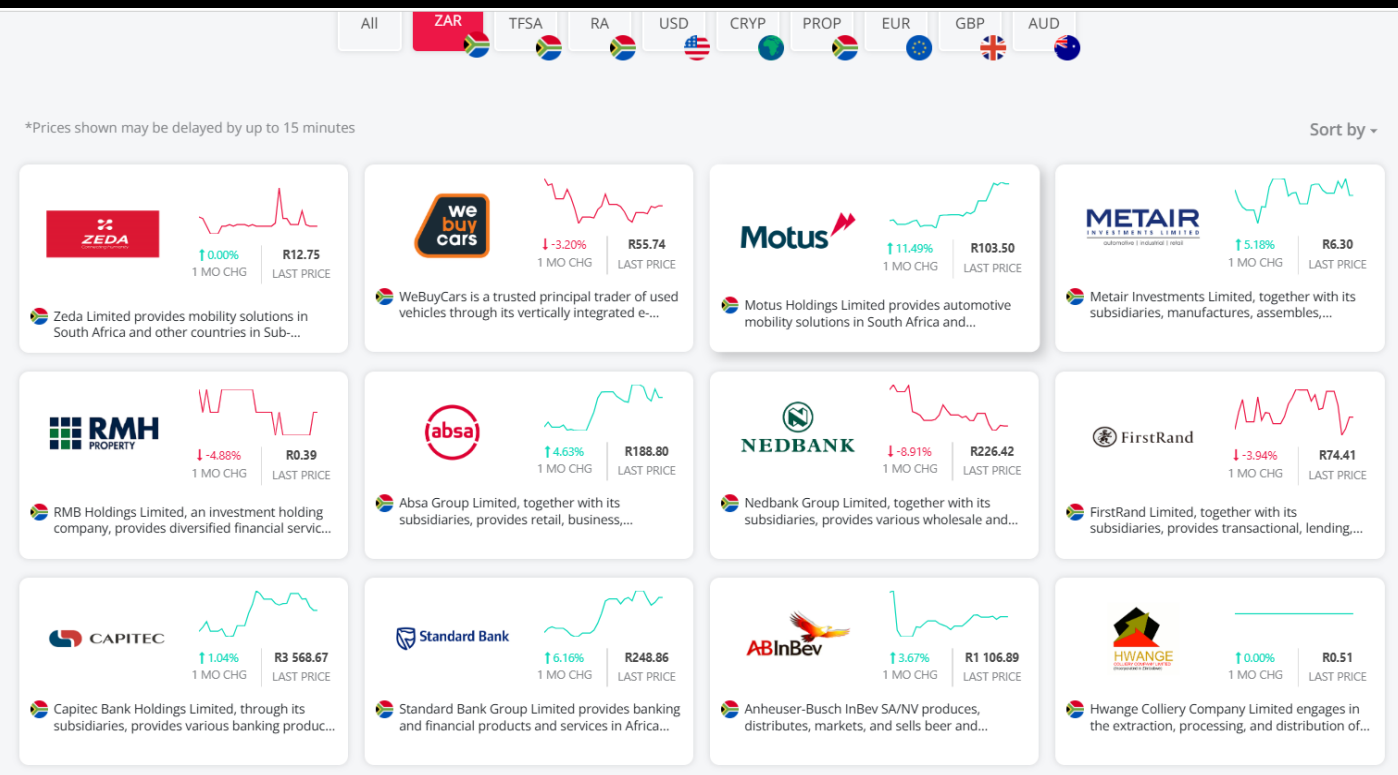 All
ZAR
TFSA
RA
USD
CRYP
PROP
EUR
GBP
AUD
*Prices shown may be delayed by up to 15 minutes
Sort by
ZEDA
0.00%
1 MO CHG
R12.75
LAST PRICE
Zeda Limited provides mobility solutions in
South Africa and other countries in Sub-...
we
buy
cars
-3.20%
1 MO CHG
R55.74
LAST PRICE
WeBuyCars is a trusted principal trader of used
vehicles through its vertically integrated e-...
Motus
11.49%
1 MO CHG
R103.50
LAST PRICE
Motus Holdings Limited provides automotive
mobility solutions in South Africa and...
METAIR
INVESTMENTS LIMITED
automotive | industrial | retail
5.18%
1 MO CHG
R6.30
LAST PRICE
Metair Investments Limited, together with its
subsidiaries, manufactures, assembles,...
RMH
PROPERTY
-4.88%
1 MO CHG
R0.39
LAST PRICE
RMB Holdings Limited, an investment holding
company, provides diversified financial servic...
absa
4.63%
1 MO CHG
R188.80
LAST PRICE
Absa Group Limited, together with its
subsidiaries, provides retail, business,...
NEDBANK
-8.91%
1 MO CHG
R226.42
LAST PRICE
Nedbank Group Limited, together with its
subsidiaries, provides various wholesale and...
FirstRand
-3.94%
1 MO CHG
R74.41
LAST PRICE
FirstRand Limited, together with its
subsidiaries, provides transactional, lending,...
CAPITEC
1.04%
1 MO CHG
R3 568.67
LAST PRICE
Capitec Bank Holdings Limited, through its
subsidiaries, provides various banking produc...
Standard Bank
6.16%
1 MO CHG
R248.86
LAST PRICE
Standard Bank Group Limited provides banking
and financial products and services in Africa...
ABInBev
3.67%
1 MO CHG
R1 106.89
LAST PRICE
Anheuser-Busch InBev SA/NV produces,
distributes, markets, and sells beer and...
HWANGE
COLLIERY COMPANY LIMITED
0.00%
1 MO CHG
R0.51
LAST PRICE
Hwange Colliery Company Limited engages in
the extraction, processing, and distribution of...